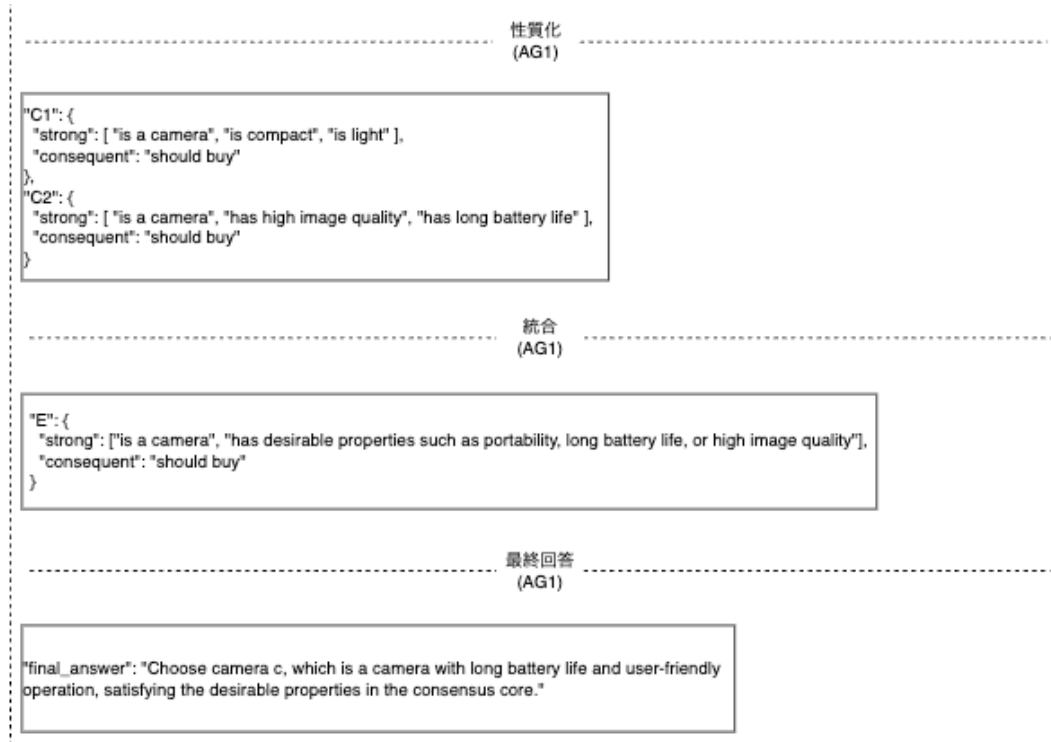 性質化
(AG1)
"C1": {
"strong": [ "is a camera", "is compact", "is light" ],
"consequent": "should buy"
},
"C2": {
"strong": [ "is a camera", "has high image quality", "has long battery life" ],
"consequent": "should buy"
}
統合
(AG1)
"E": {
"strong": ["is a camera", "has desirable properties such as portability, long battery life, or high image quality"],
"consequent": "should buy"
}
最終回答
(AG1)
"final_answer": "Choose camera c, which is a camera with long battery life and user-friendly
operation, satisfying the desirable properties in the consensus core."